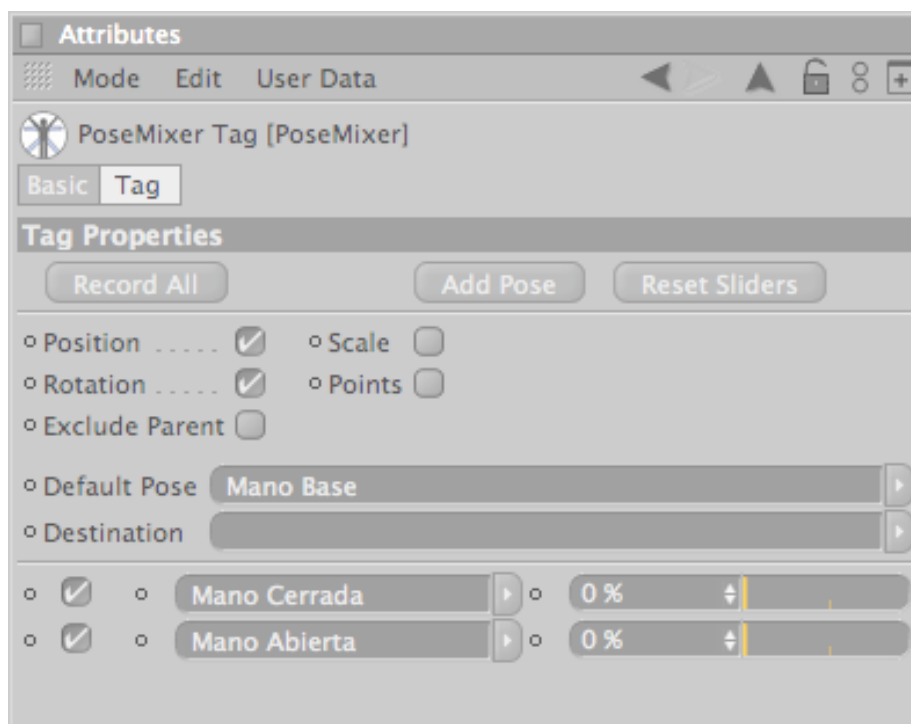 Attributes
Mode Edit User Data
PoseMixer Tag [PoseMixer]
Basic Tag
Tag Properties
Record All Add Pose Reset Sliders
Position ..... Scale
Rotation ..... Points
Exclude Parent
Default Pose Mano Base
Destination
Mano Cerrada 0 %
Mano Abierta 0 %